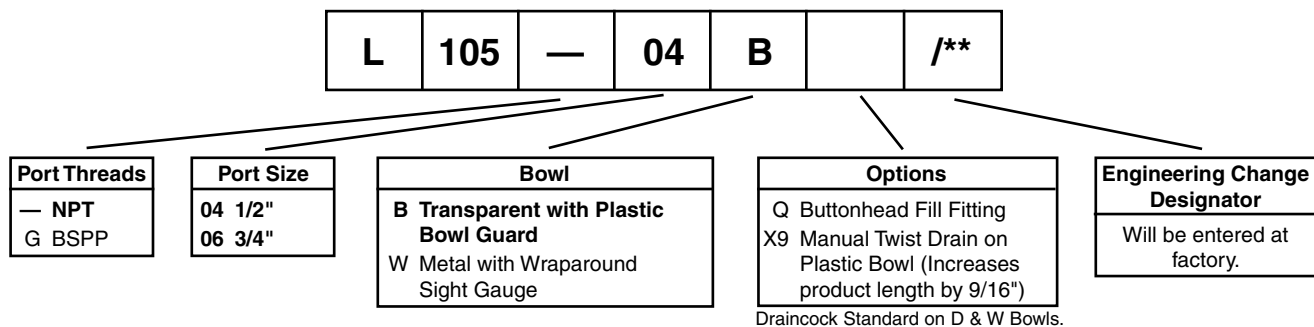 L 105 — 04 B /**
Port Threads
— NPT
G BSPP
Port Size
04 1/2"
06 3/4"
Bowl
B Transparent with Plastic
Bowl Guard
W Metal with Wraparound
Sight Gauge
Options
Q Buttonhead Fill Fitting
X9 Manual Twist Drain on
Plastic Bowl (Increases
product length by 9/16")
Draincock Standard on D & W Bowls.
Engineering Change
Designator
Will be entered at
factory.